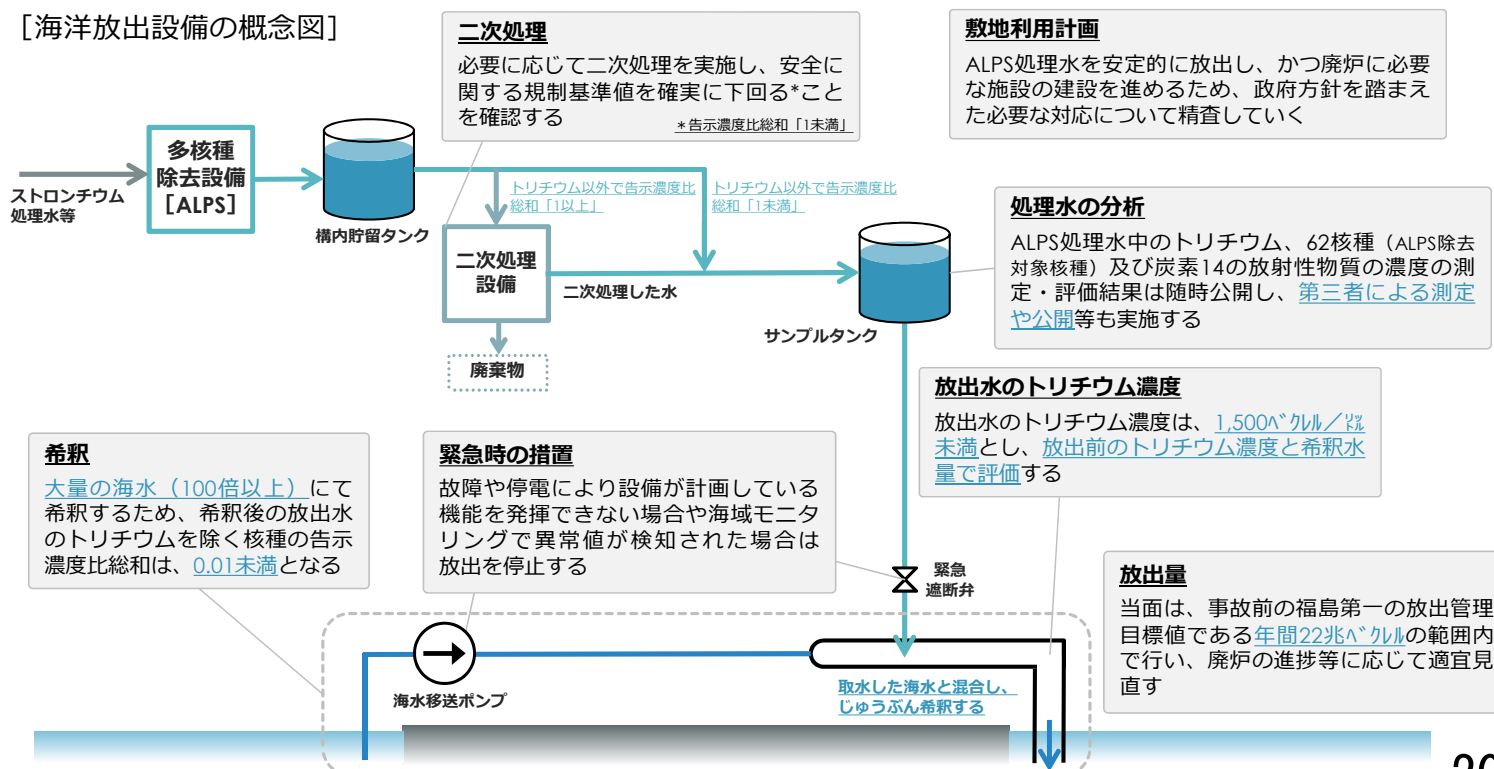 ［海洋放出設備の概念図］
二次処理
必要に応じて二次処理を実施し、安全に
関する規制基準値を確実に下回る*こと
を確認する
＊告示濃度比総和「1未満」
敷地利用計画
ALPS処理水を安定的に放出し、かつ廃炉に必要
な施設の建設を進めるため、政府方針を踏まえ
た必要な対応について精査していく
ストロンチウム
処理水等
多核種
除去設備
［ALPS］
構内貯留タンク
トリチウム以外で告示濃度比
総和「1以上」
トリチウム以外で告示濃度比
総和「1未満」
二次処理
設備
二次処理した水
廃棄物
サンプルタンク
処理水の分析
ALPS処理水中のトリチウム、62核種（ALPS除去
対象核種）及び炭素14の放射性物質の濃度の測
定・評価結果は随時公開し、第三者による測定
や公開等も実施する
放出水のトリチウム濃度
放出水のトリチウム濃度は、1,500ﾍﾞｸﾚﾙ／㍑
未満とし、放出前のトリチウム濃度と希釈水
量で評価する
希釈
大量の海水（100倍以上）にて
希釈するため、希釈後の放出水
のトリチウムを除く核種の告示
濃度比総和は、0.01未満となる
緊急時の措置
故障や停電により設備が計画している
機能を発揮できない場合や海域モニタ
リングで異常値が検知された場合は
放出を停止する
緊急
遮断弁
放出量
当面は、事故前の福島第一の放出管理
目標値である年間22兆ﾍﾞｸﾚﾙの範囲内
で行い、廃炉の進捗等に応じて適宜見
直す
海水移送ポンプ
取水した海水と混合し、
じゅうぶん希釈する